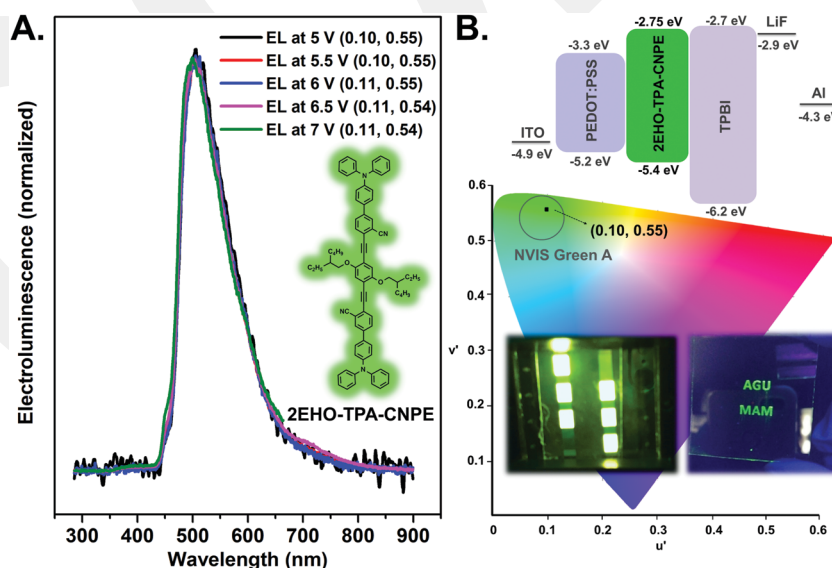 A.
EL at 5 V (0.10, 0.55)
EL at 5.5 V (0.10, 0.55)
EL at 6 V (0.11, 0.55)
EL at 6.5 V (0.11, 0.54)
EL at 7 V (0.11, 0.54)
Electroluminescence (normalized)
N
CN
C₄H₉
C₂H₅
O
O
C₂H₅
C₄H₉
NC
N
2EHO-TPA-CNPE
300 400 500 600 700 800 900
Wavelength (nm)
B.
-2.75 eV
-2.7 eV
LiF
-2.9 eV
-3.3 eV
PEDOT:PSS
2EHO-TPA-CNPE
TPBI
Al
-4.3 eV
ITO
-4.9 eV
-5.2 eV
-5.4 eV
-6.2 eV
0.6
0.5
0.4
0.3
0.2
0.1
v'
(0.10, 0.55)
NVIS Green A
AGU
MAM
0 0.1 0.2 0.3 0.4 0.5 0.6
u'